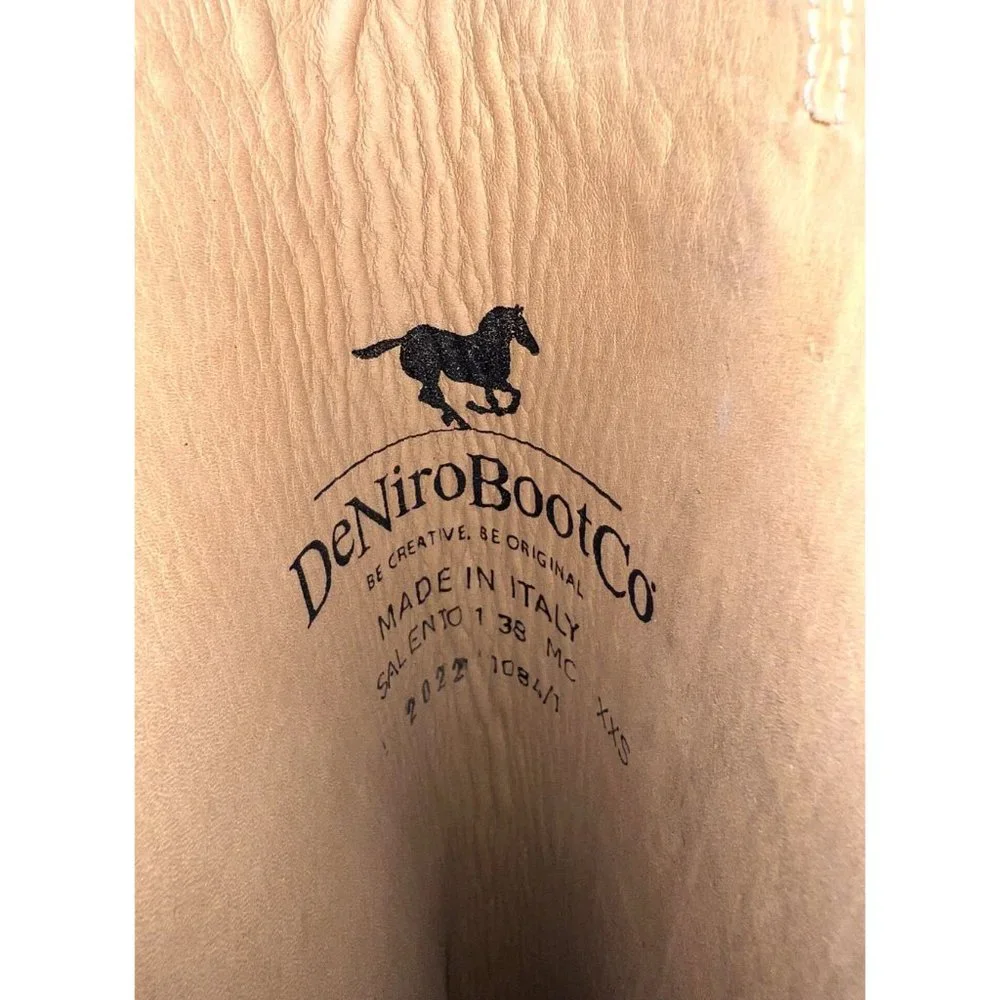 DeNiroBootCo
BE CREATIVE. BE ORIGINAL
MADE IN ITALY
SALENTO 1 38 MC XXS
2022 1084/1